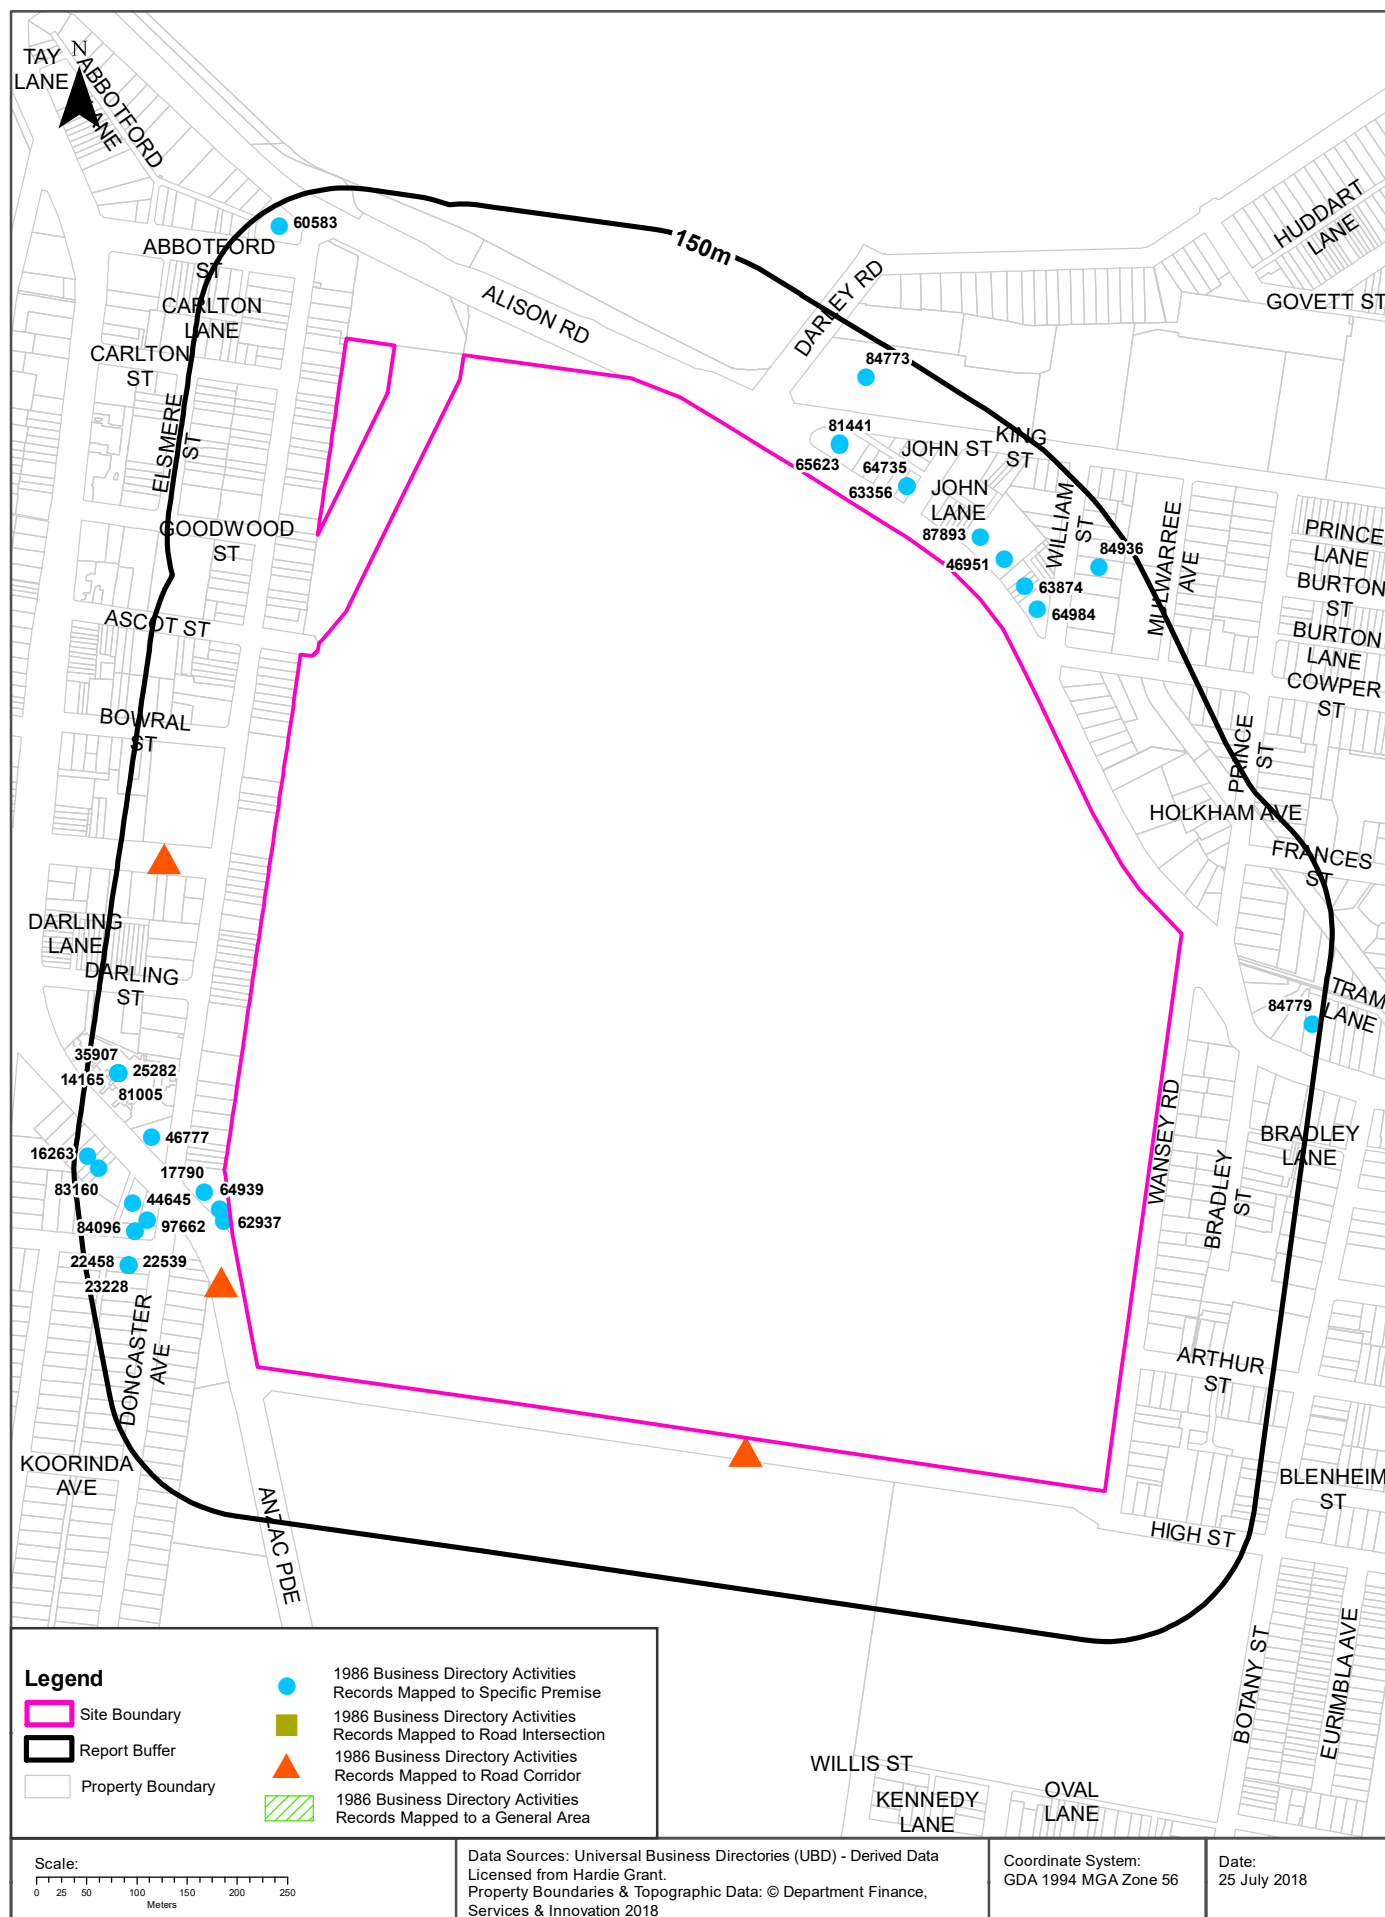 TAY
LANE
N
ABBOTFORD
LANE
60583
ABBOTFORD
ST
CARLTON
LANE
CARLTON
ST
ELSMERE
ST
150m
ALISON RD
DARLEY RD
HUDDART
LANE
GOVETT ST
84773
81441
65623
64735
63356
JOHN ST
KING
ST
JOHN
LANE
87893
46951
WILLIAM
ST
84936
63874
64984
MULWARREE
AVE
PRINCE
LANE
BURTON
ST
BURTON
LANE
COWPER
ST
GOODWOOD
ST
ASCOT ST
BOWRAL
ST
PRINCE
ST
HOLKHAM AVE
FRANCES
ST
DARLING
LANE
DARLING
ST
84779
TRAM
LANE
35907
14165
25282
81005
46777
16263
83160
17790
64939
44645
84096
97662
62937
22458
22539
23228
WANSEY RD
BRADLEY
LANE
BRADLEY
ST
DONCASTER
AVE
ARTHUR
ST
KOORINDA
AVE
ANZAC PDE
BLENHEIM
ST
HIGH ST
BOTANY ST
EURIMBLA AVE
WILLIS ST
KENNEDY
LANE
OVAL
LANE
Legend
Site Boundary
Report Buffer
Property Boundary
1986 Business Directory Activities
Records Mapped to Specific Premise
1986 Business Directory Activities
Records Mapped to Road Intersection
1986 Business Directory Activities
Records Mapped to Road Corridor
1986 Business Directory Activities
Records Mapped to a General Area
Scale:
0 25 50 100 150 200 250
Meters
Data Sources: Universal Business Directories (UBD) - Derived Data
Licensed from Hardie Grant.
Property Boundaries & Topographic Data: © Department Finance,
Services & Innovation 2018
Coordinate System:
GDA 1994 MGA Zone 56
Date:
25 July 2018